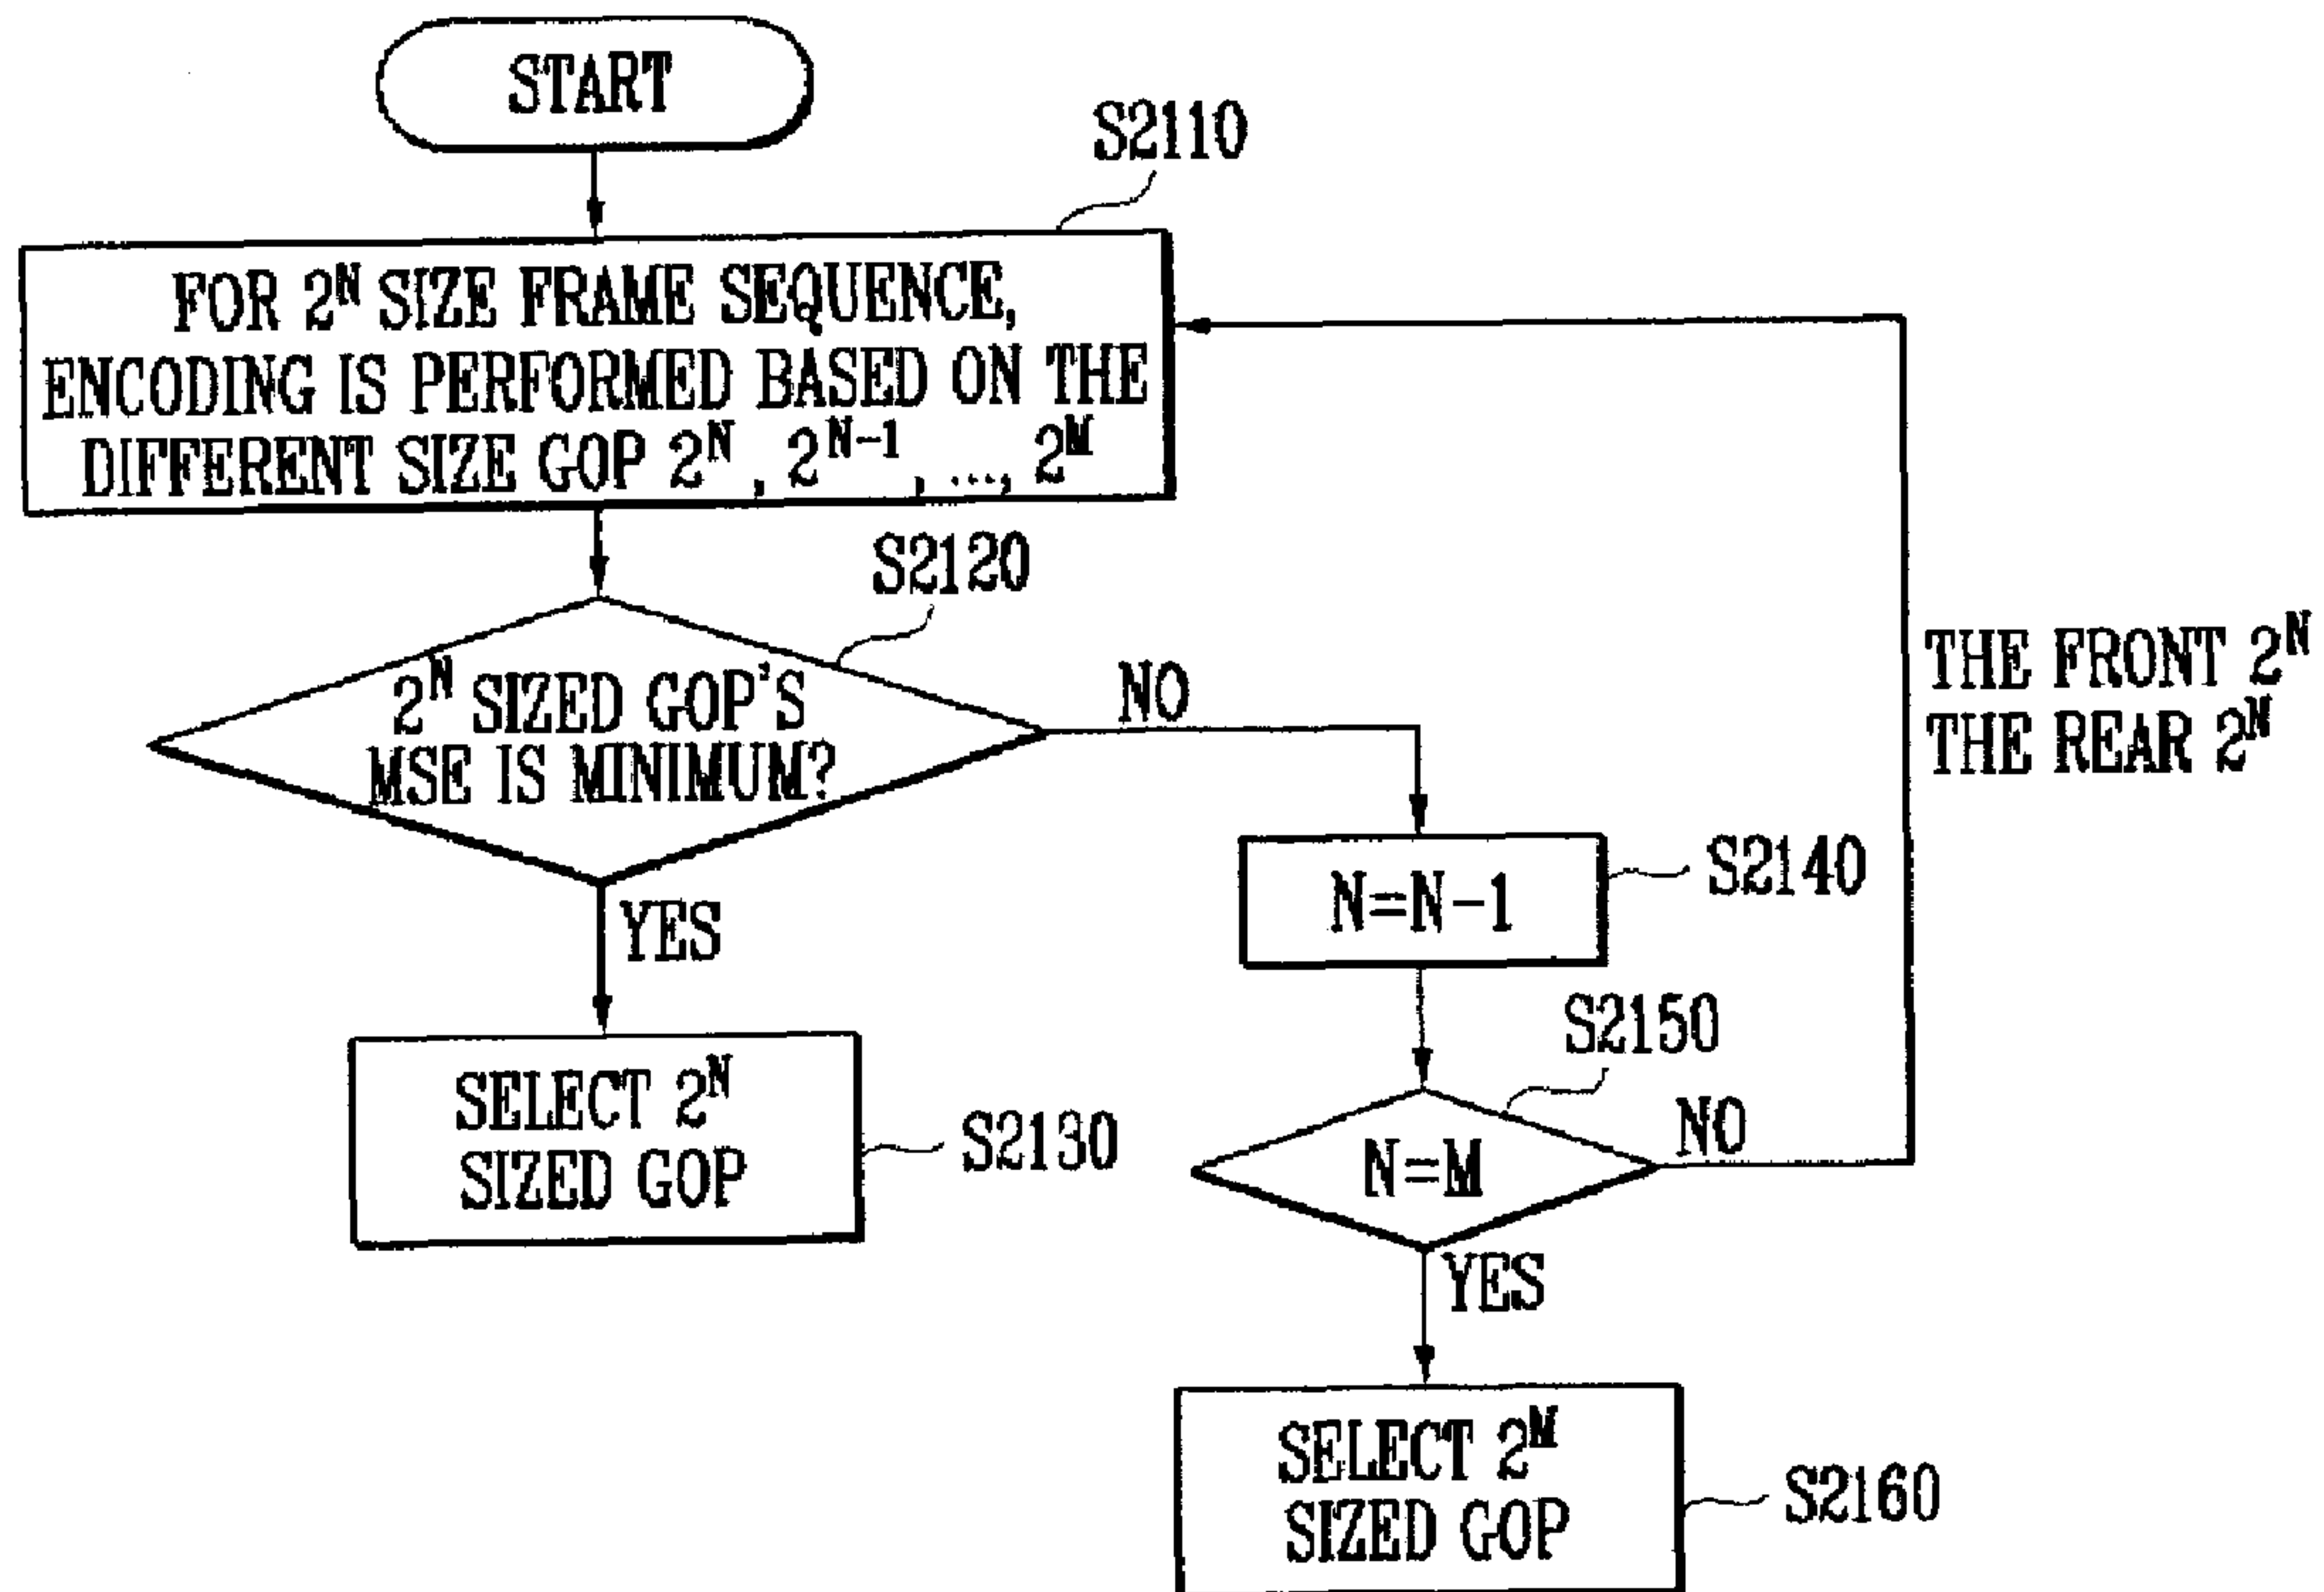 START
S2110
FOR 2^N SIZE FRAME SEQUENCE,
ENCODING IS PERFORMED BASED ON THE
DIFFERENT SIZE GOP 2^N , 2^N-1 , ..., 2^M
S2120
2^N SIZED GOP'S
MSE IS MINIMUM?
NO
THE FRONT 2^N
THE REAR 2^N
YES
N=N-1
S2140
SELECT 2^N
SIZED GOP
S2130
S2150
N=M
NO
YES
SELECT 2^M
SIZED GOP
S2160